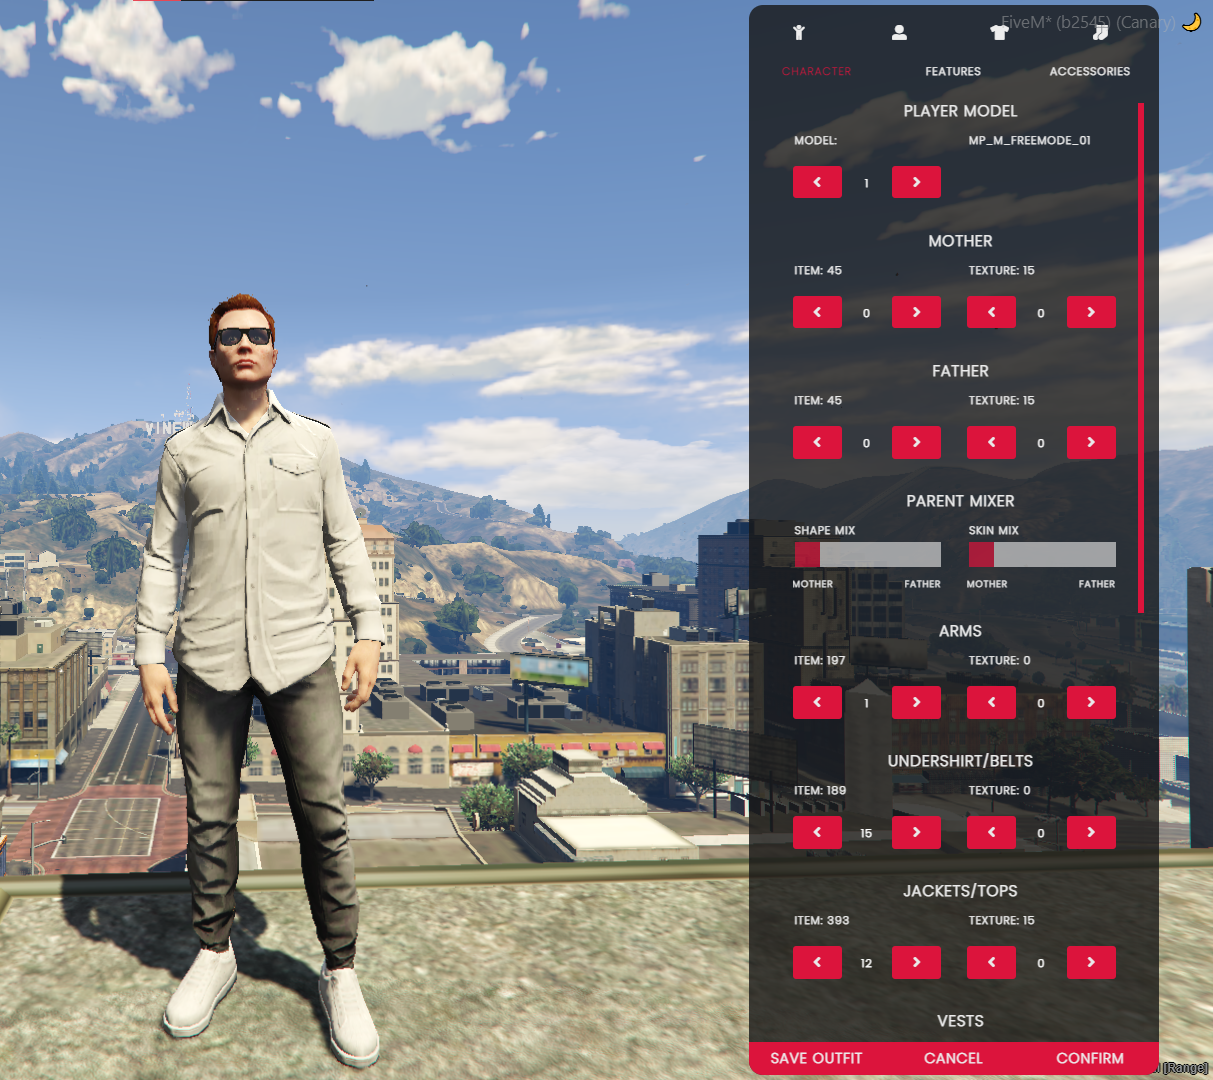 FiveM* (b2545) (Canary)
CHARACTER FEATURES ACCESSORIES
PLAYER MODEL
MODEL: MP_M_FREEMODE_01
1
MOTHER
ITEM: 45 TEXTURE: 15
0 0
FATHER
ITEM: 45 TEXTURE: 15
0 0
PARENT MIXER
SHAPE MIX SKIN MIX
MOTHER FATHER MOTHER FATHER
ARMS
ITEM: 197 TEXTURE: 0
1 0
UNDERSHIRT/BELTS
ITEM: 189 TEXTURE: 0
15 0
JACKETS/TOPS
ITEM: 393 TEXTURE: 15
12 0
VESTS
SAVE OUTFIT CANCEL CONFIRM
[Range]
VINEW